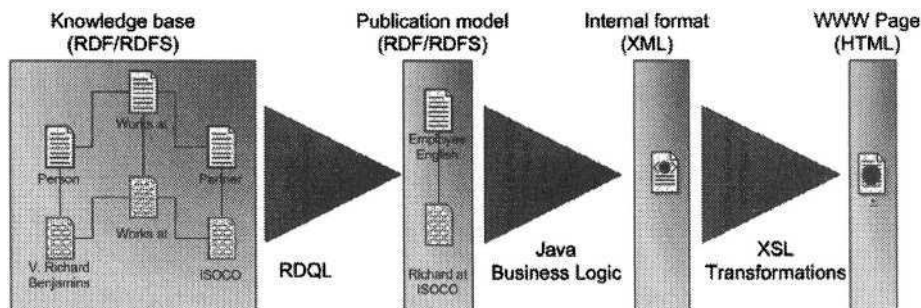 Knowledge base
(RDF/RDFS)
Publication model
(RDF/RDFS)
Internal format
(XML)
WWW Page
(HTML)
Works at
Person
Partner
Works at
V. Richard
Benjamins
ISOCO
RDQL
Employee
English
Richard at
ISOCO
Java
Business Logic
XSL
Transformations